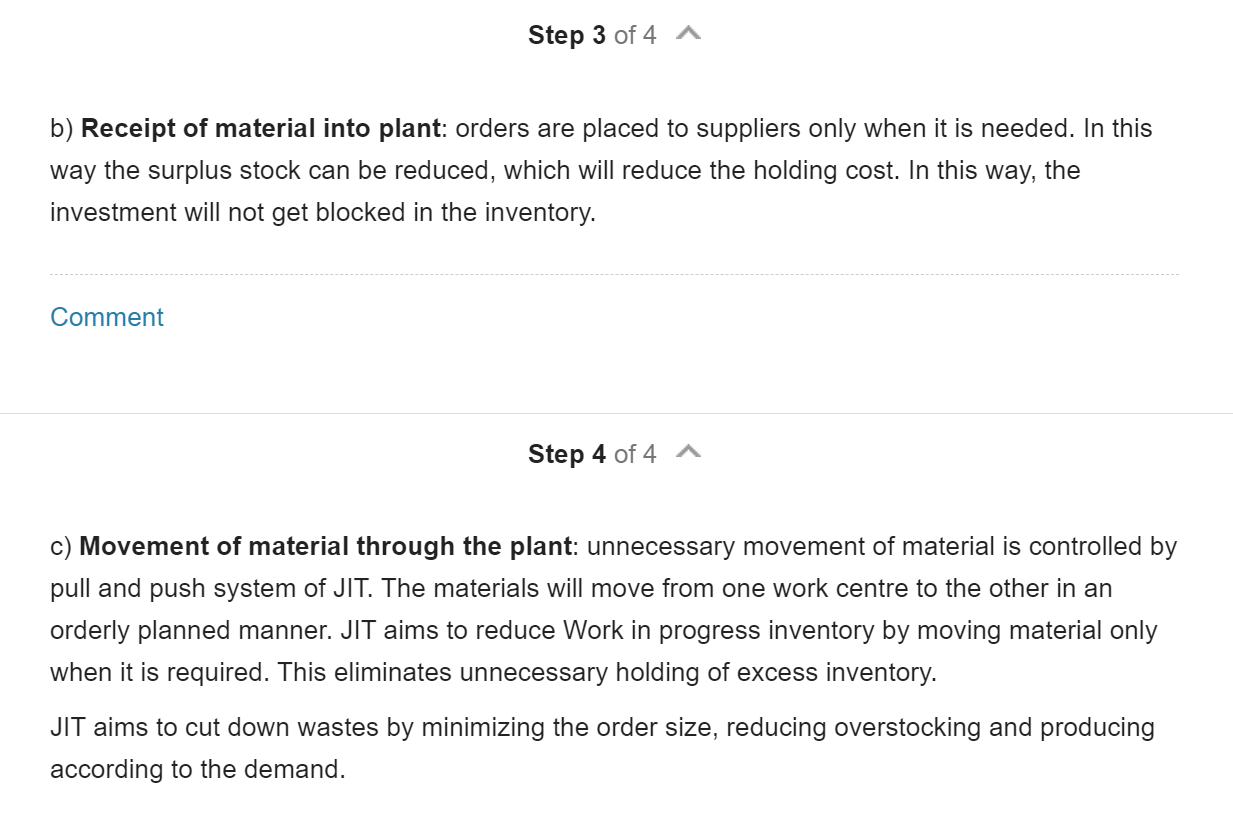 Step 3 of 4
b) Receipt of material into plant: orders are placed to suppliers only when it is needed. In this
way the surplus stock can be reduced, which will reduce the holding cost. In this way, the
investment will not get blocked in the inventory.
Comment
Step 4 of 4
c) Movement of material through the plant: unnecessary movement of material is controlled by
pull and push system of JIT. The materials will move from one work centre to the other in an
orderly planned manner. JIT aims to reduce Work in progress inventory by moving material only
when it is required. This eliminates unnecessary holding of excess inventory.
JIT aims to cut down wastes by minimizing the order size, reducing overstocking and producing
according to the demand.